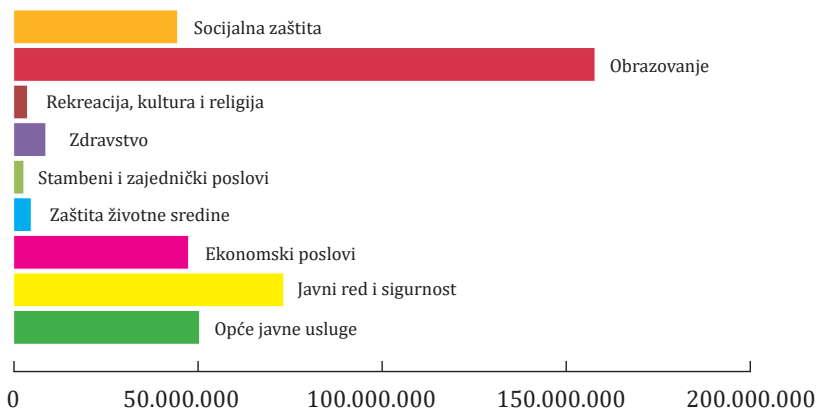 Socijalna zaštita
Obrazovanje
Rekreacija, kultura i religija
Zdravstvo
Stambeni i zajednički poslovi
Zaštita životne sredine
Ekonomski poslovi
Javni red i sigurnost
Opće javne usluge
0 50.000.000 100.000.000 150.000.000 200.000.000